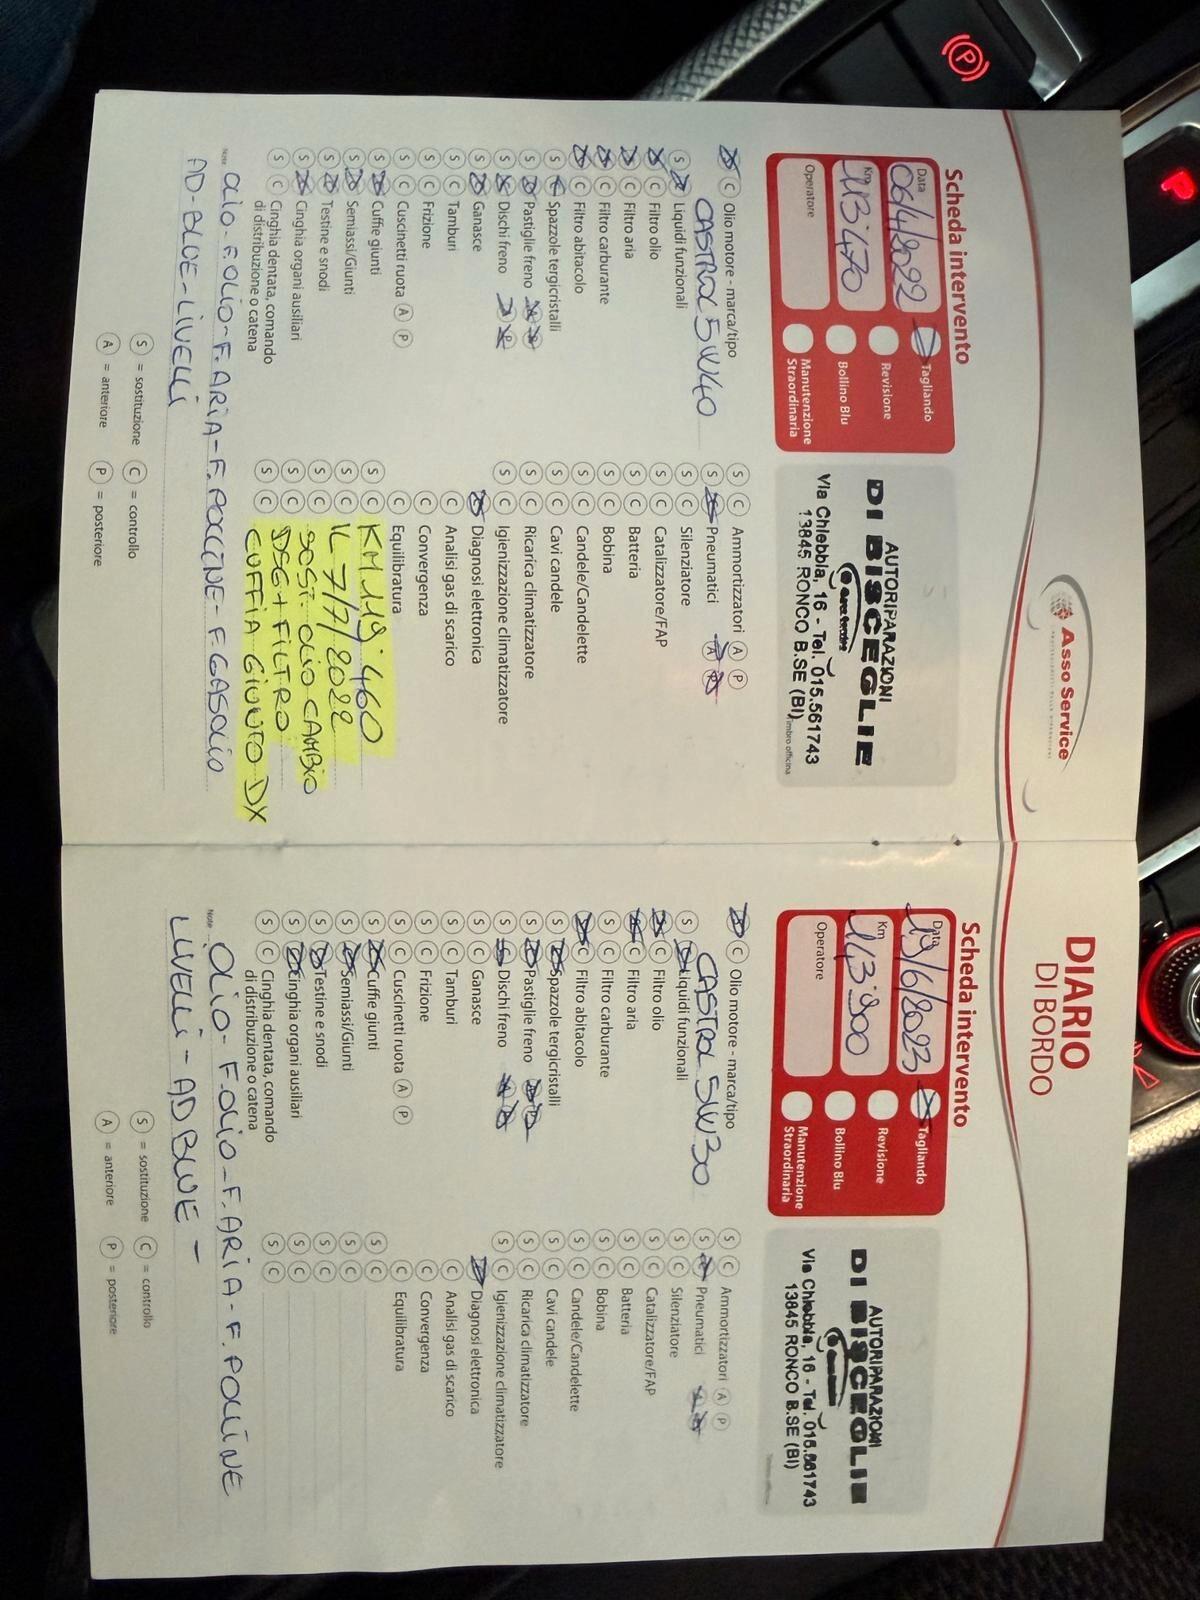 Asso Service
Scheda intervento
Data 06/4/2022
Km 113.470
Operatore
Tagliando
Revisione
Bollino Blu
Manutenzione
Straordinaria
AUTORIPARAZIONI
DI BISCEGLIE
Via Chiebbia, 16 - Tel. 015.561743
13845 RONCO B.SE (BI)
Timbro officina
S C Olio motore - marca/tipo
CASTROL 5W40
S C Liquidi funzionali
S C Filtro olio
S C Filtro aria
S C Filtro carburante
S C Filtro abitacolo
S C Spazzole tergicristalli
S C Pastiglie freno A P
S C Dischi freno A P
S C Ganasce
S C Tamburi
S C Frizione
S C Cuscinetti ruota A P
S C Cuffie giunti
S C Semiassi/Giunti
S C Testine e snodi
S C Cinghia organi ausiliari
S C Cinghia dentata, comando
di distribuzione o catena
S C Ammortizzatori A P
S C Pneumatici A P
S C Silenziatore
S C Catalizzatore/FAP
S C Batteria
S C Bobina
S C Candele/Candelette
S C Cavi candele
S C Ricarica climatizzatore
S C Igienizzazione climatizzatore
C Diagnosi elettronica
C Analisi gas di scarico
C Convergenza
C Equilibratura
S C KM 119.460
S C IL 7/7/2022
S C SOST. OLIO CAMBIO
S C DSG + FILTRO
S C CUFFIA GIUNTO DX
Note OLIO - F.OLIO - F.ARIA - F.POLLINE - F.GASOLIO
AD-BLUE - LIVELLI
S = sostituzione C = controllo
A = anteriore P = posteriore
DIARIO
DI BORDO
Scheda intervento
Data 19/6/2023
Km 143.900
Operatore
Tagliando
Revisione
Bollino Blu
Manutenzione
Straordinaria
AUTORIPARAZIONI
DI BISCEGLIE
Via Chiebbia, 16 - Tel. 015.561743
13845 RONCO B.SE (BI)
S C Olio motore - marca/tipo
CASTROL 5W30
S C Liquidi funzionali
S C Filtro olio
S C Filtro aria
S C Filtro carburante
S C Filtro abitacolo
S C Spazzole tergicristalli
S C Pastiglie freno A P
S C Dischi freno A P
S C Ganasce
S C Tamburi
S C Frizione
S C Cuscinetti ruota A P
S C Cuffie giunti
S C Semiassi/Giunti
S C Testine e snodi
S C Cinghia organi ausiliari
S C Cinghia dentata, comando
di distribuzione o catena
S C Ammortizzatori A P
S C Pneumatici A P
S C Silenziatore
S C Catalizzatore/FAP
S C Batteria
S C Bobina
S C Candele/Candelette
S C Cavi candele
S C Ricarica climatizzatore
S C Igienizzazione climatizzatore
C Diagnosi elettronica
C Analisi gas di scarico
C Convergenza
C Equilibratura
S C
S C
S C
S C
S C
Note OLIO - F.OLIO - F.ARIA - F.POLLINE
LIVELLI - AD BLUE -
S = sostituzione C = controllo
A = anteriore P = posteriore